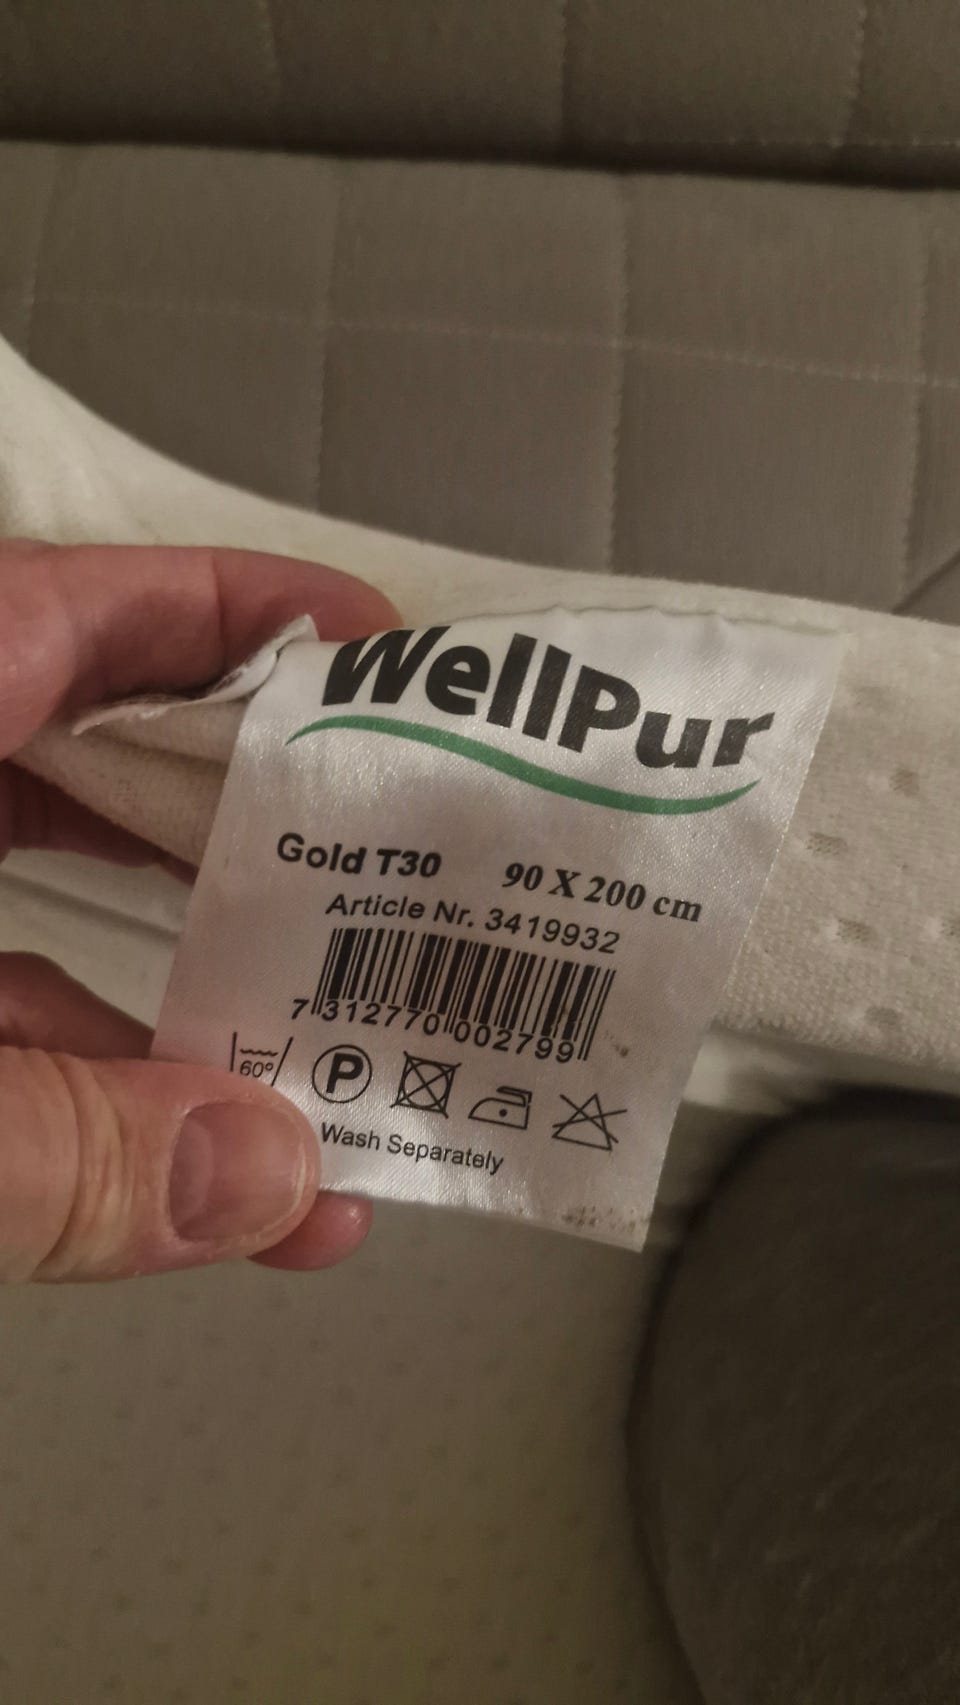 WellPur
Gold T30 90 X 200 cm
Article Nr. 3419932
7 312770 002799
60° P
Wash Separately